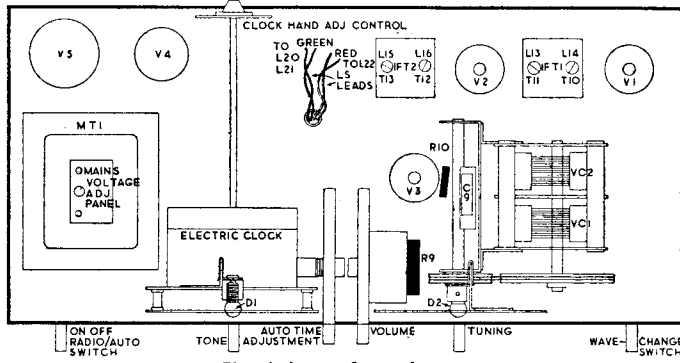 CLOCK HAND ADJ CONTROL
V5
V4
TO
L20
L21
GREEN
RED
TO L22
LS
LEADS
L15
L16
IFT2
T13
T12
V2
L13
L14
IFT1
T11
T10
V1
MT1
MAINS
VOLTAGE
ADJ
PANEL
R10
V3
C
9
VC2
VC1
ELECTRIC CLOCK
R9
D1
D2
ON OFF
RADIO/AUTO
SWITCH
TONE
AUTO TIME
ADJUSTMENT
VOLUME
TUNING
WAVE-CHANGE
SWITCH